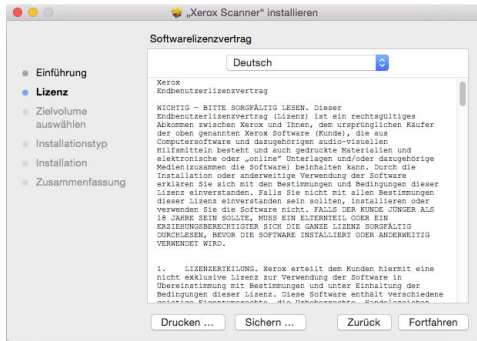 „Xerox Scanner“ installieren
Softwarelizenzvertrag
Deutsch
Einführung
Lizenz
Zielvolume
auswählen
Installationstyp
Installation
Zusammenfassung
Xerox
Endbenutzerlizenzvertrag
WICHTIG – BITTE SORGFÄLTIG LESEN. Dieser
Endbenutzerlizenzvertrag (Lizenz) ist ein rechtsgültiges
Abkommen zwischen Xerox und Ihnen, dem ursprünglichen Käufer
der oben genannten Xerox Software (Kunde), die aus
Computersoftware und dazugehörigen audio-visuellen
Hilfsmitteln besteht und auch gedruckte Materialien und
elektronische oder „online“ Unterlagen und/oder dazugehörige
Medien(zusammen die Software) beinhalten kann. Durch die
Installation oder anderweitige Verwendung der Software
erklären Sie sich mit den Bestimmungen und Bedingungen dieser
Lizenz einverstanden. Falls Sie nicht mit allen Bestimmungen
dieser Lizenz einverstanden sein sollten, installieren oder
verwenden Sie die Software nicht. FALLS DER KUNDE JÜNGER ALS
18 JAHRE SEIN SOLLTE, MUSS EIN ELTERNTEIL ODER EIN
ERZIEHUNGSBERECHTIGTER SICH DIE GANZE LIZENZ SORGFÄLTIG
DURCHLESEN, BEVOR DIE SOFTWARE INSTALLIERT ODER ANDERWEITIG
VERWENDET WIRD.
1. LIZENZERTEILUNG. Xerox erteilt dem Kunden hiermit eine
nicht exklusive Lizenz zur Verwendung der Software in
Übereinstimmung mit Bestimmungen und unter Einhaltung der
Bedingungen dieser Lizenz. Diese Software enthält verschiedene
Drucken ...
Sichern ...
Zurück
Fortfahren